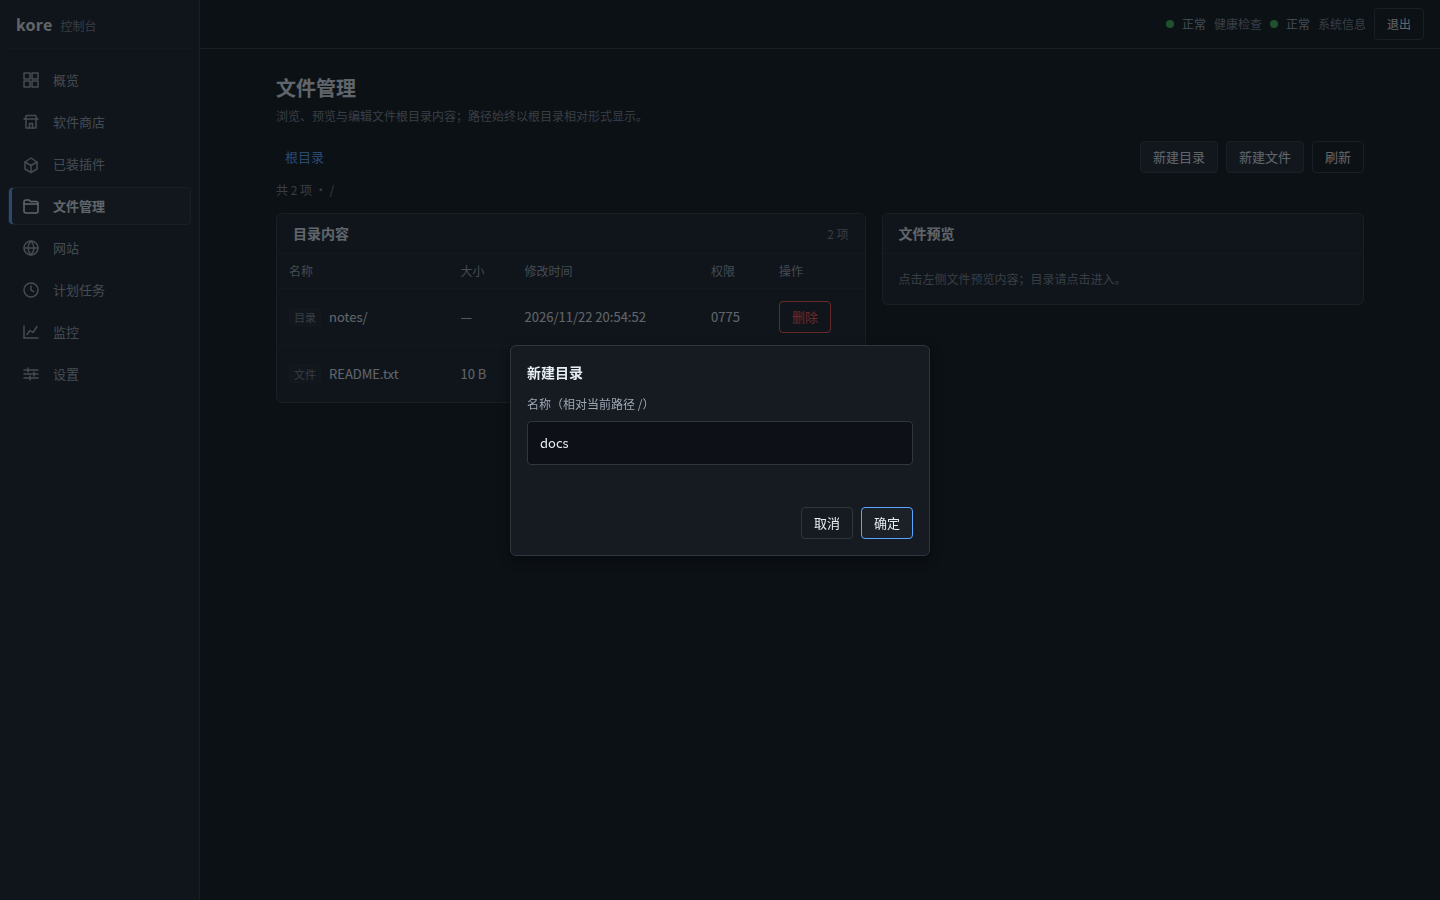 kore 控制台
正常 健康检查 正常 系统信息 退出
概览
软件商店
已装插件
文件管理
网站
计划任务
监控
设置
文件管理
浏览、预览与编辑文件根目录内容；路径始终以根目录相对形式显示。
根目录
新建目录 新建文件 刷新
共 2 项 · /
目录内容 2 项
名称 大小 修改时间 权限 操作
目录 notes/ — 2026/11/22 20:54:52 0775 删除
文件 README.txt 10 B
文件预览
点击左侧文件预览内容；目录请点击进入。
新建目录
名称（相对当前路径 /）
docs
取消 确定